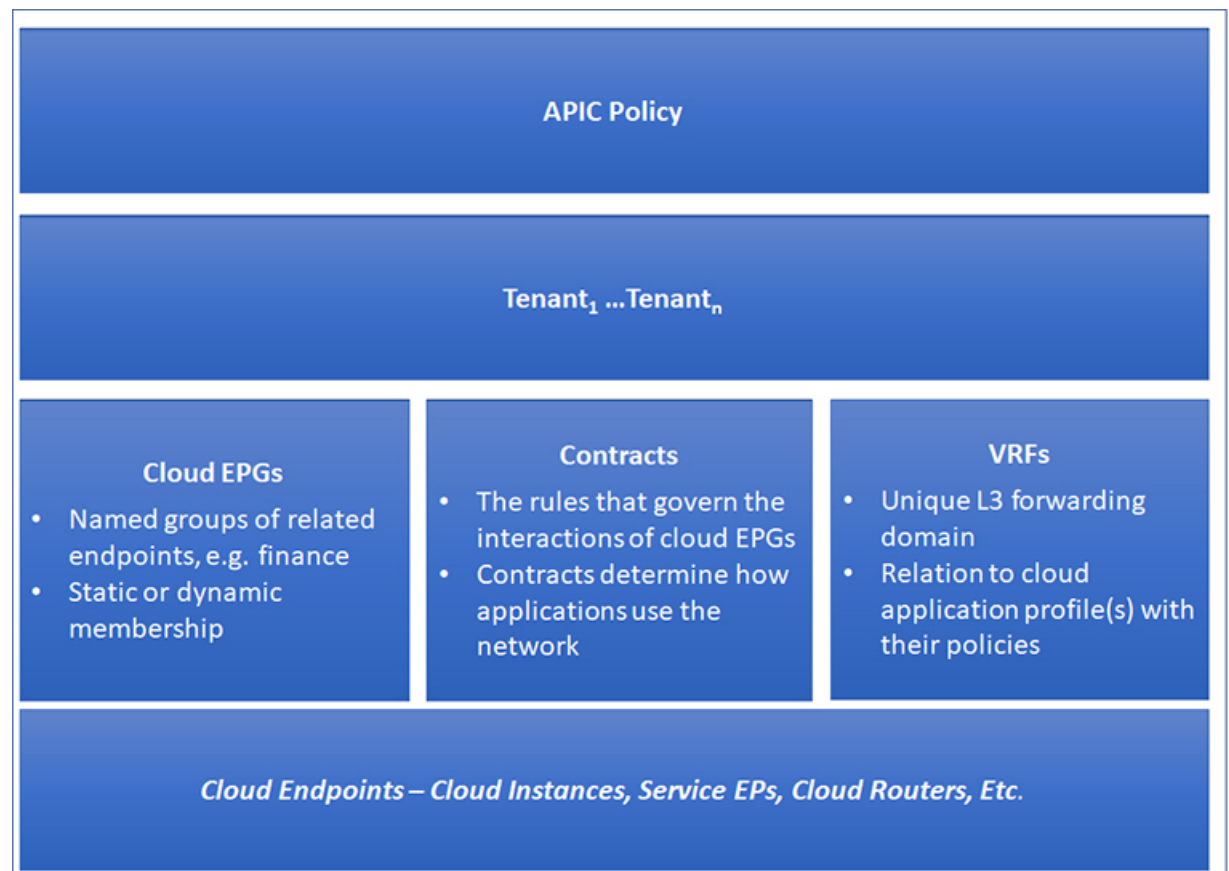 APIC Policy
Tenant₁ ...Tenantₙ
Cloud EPGs
• Named groups of related
endpoints, e.g. finance
• Static or dynamic
membership
Contracts
• The rules that govern the
interactions of cloud EPGs
• Contracts determine how
applications use the
network
VRFs
• Unique L3 forwarding
domain
• Relation to cloud
application profile(s) with
their policies
Cloud Endpoints – Cloud Instances, Service EPs, Cloud Routers, Etc.